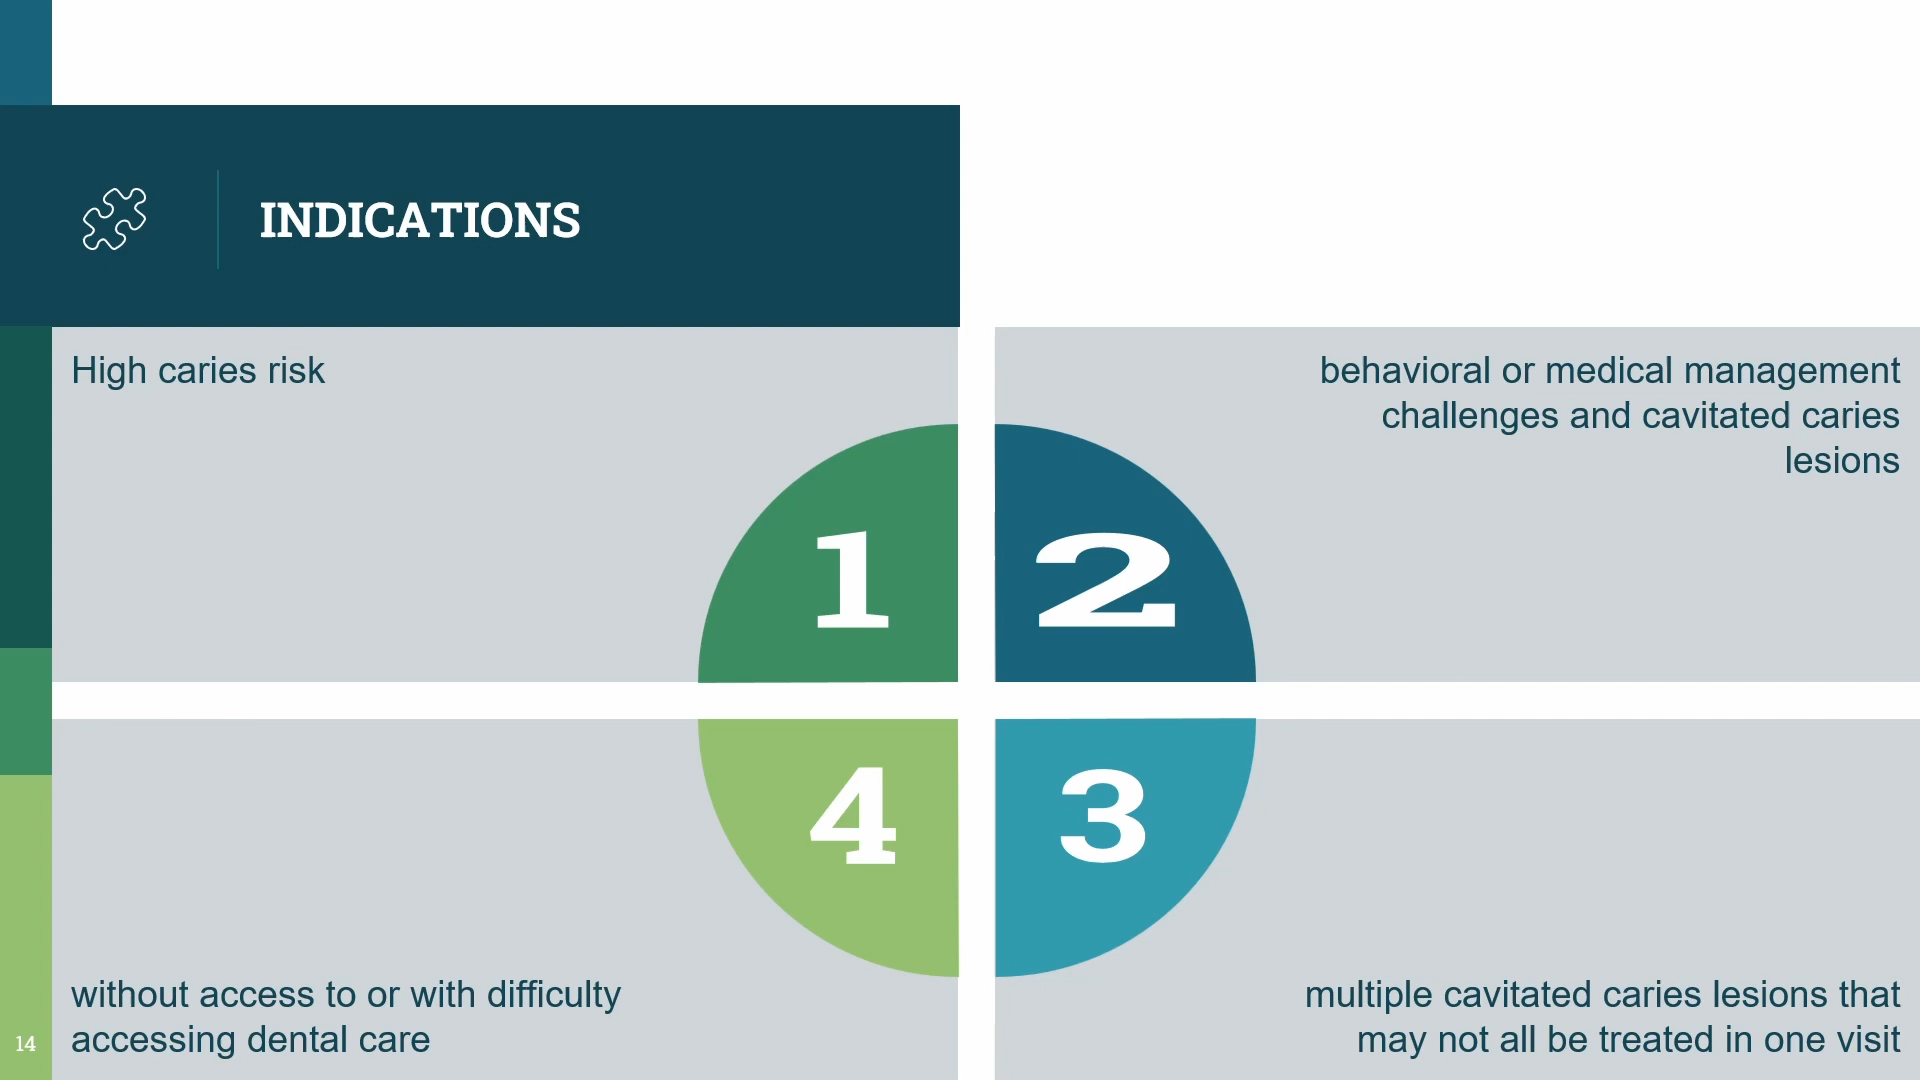 INDICATIONS
High caries risk
1
behavioral or medical management
challenges and cavitated caries
lesions
2
4
without access to or with difficulty
accessing dental care
3
multiple cavitated caries lesions that
may not all be treated in one visit
14